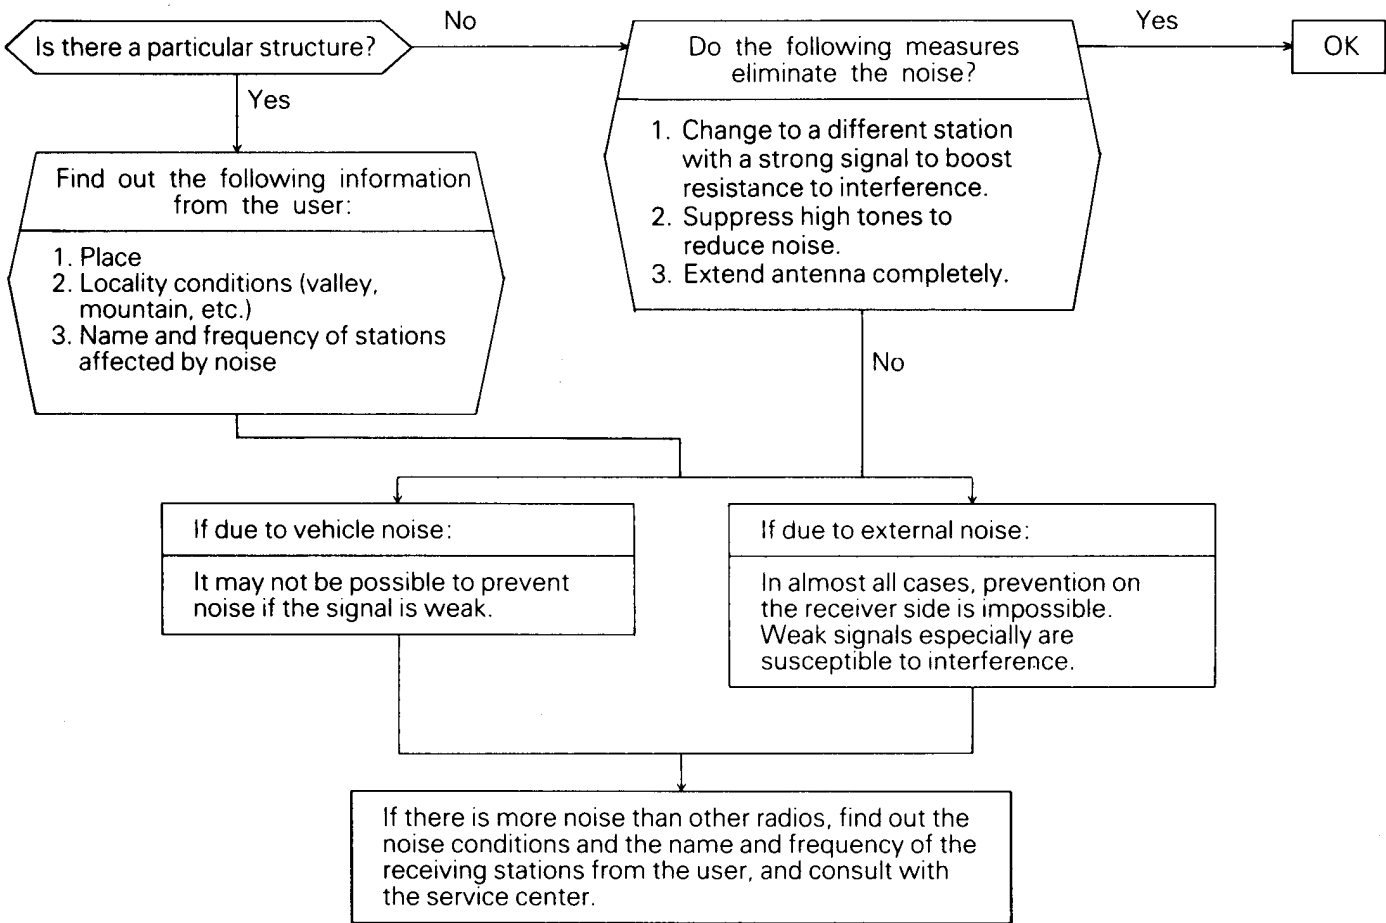 Is there a particular structure?
No
Do the following measures
eliminate the noise?
Yes
OK
Yes
1. Change to a different station
with a strong signal to boost
resistance to interference.
2. Suppress high tones to
reduce noise.
3. Extend antenna completely.
Find out the following information
from the user:
1. Place
2. Locality conditions (valley,
mountain, etc.)
3. Name and frequency of stations
affected by noise
No
If due to vehicle noise:
It may not be possible to prevent
noise if the signal is weak.
If due to external noise:
In almost all cases, prevention on
the receiver side is impossible.
Weak signals especially are
susceptible to interference.
If there is more noise than other radios, find out the
noise conditions and the name and frequency of the
receiving stations from the user, and consult with
the service center.